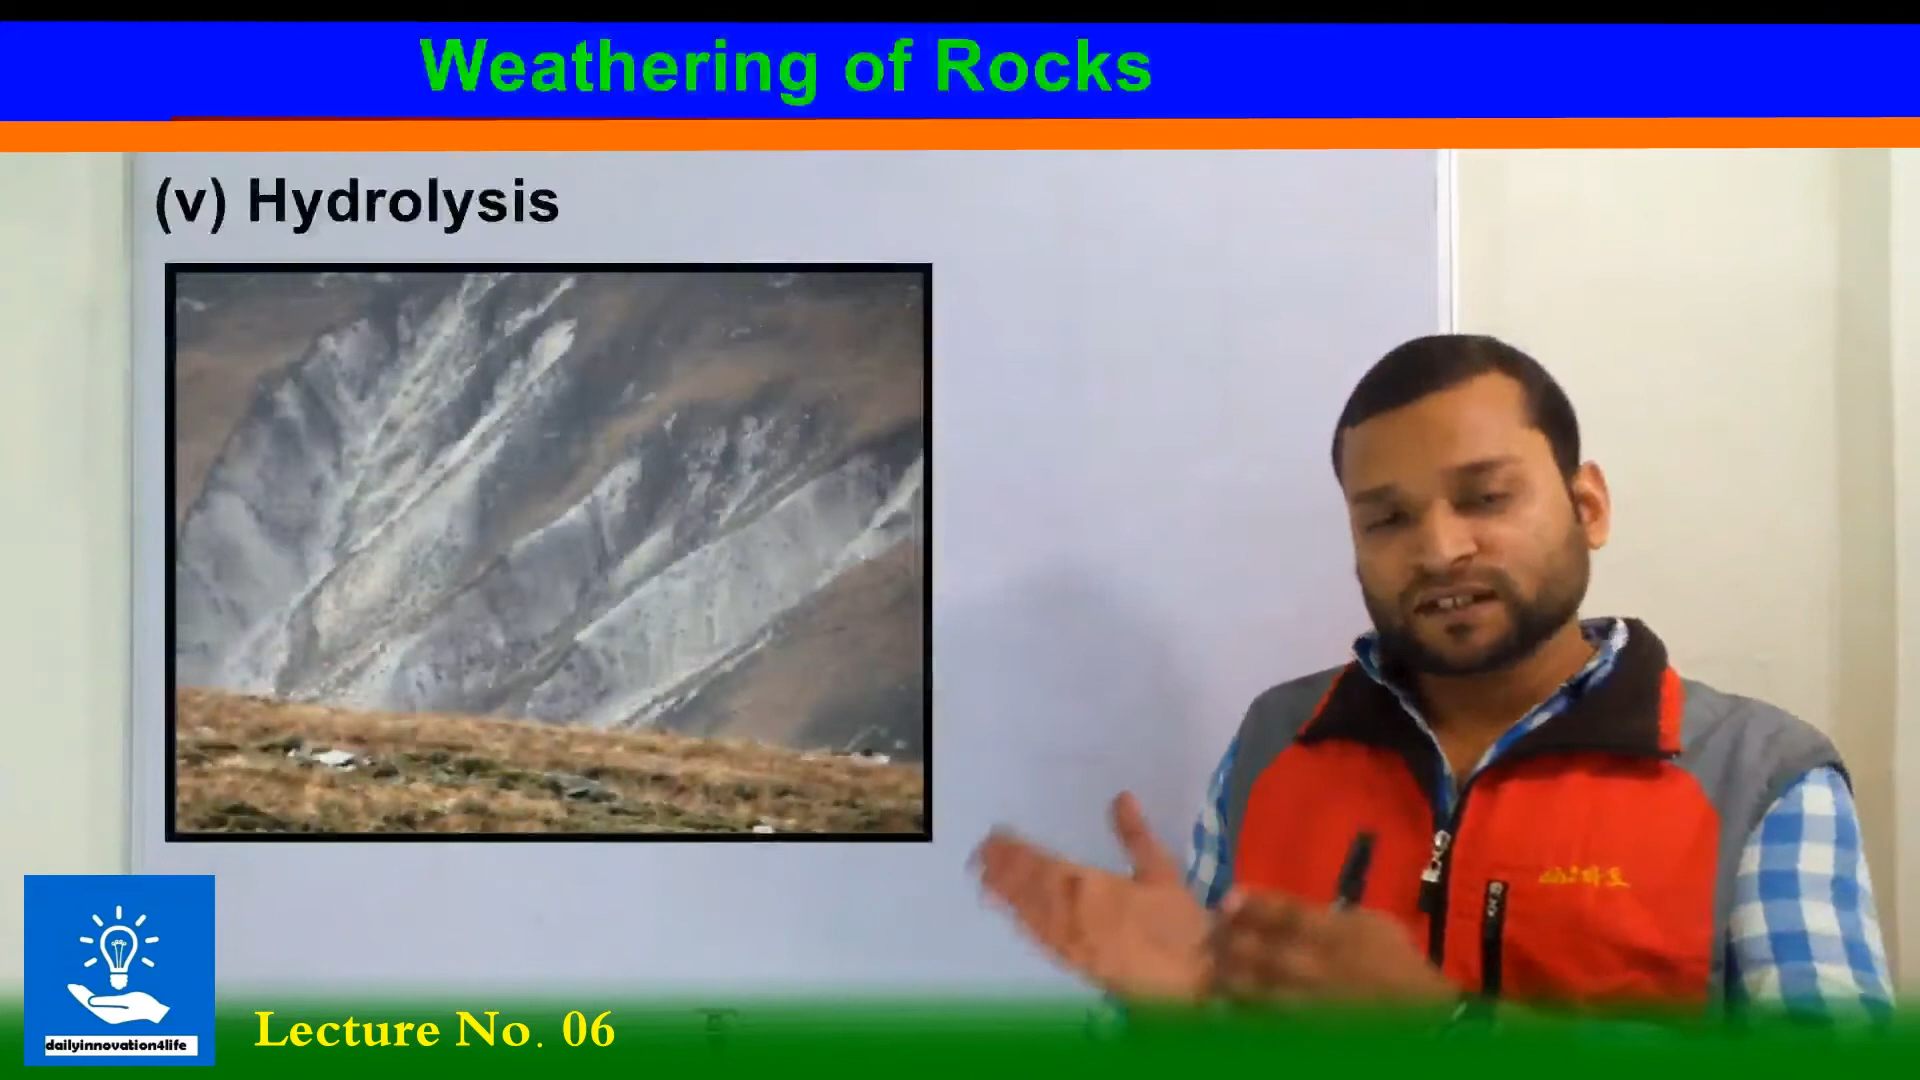 Weathering of Rocks
(v) Hydrolysis
dailyinnovation4life
Lecture No. 06